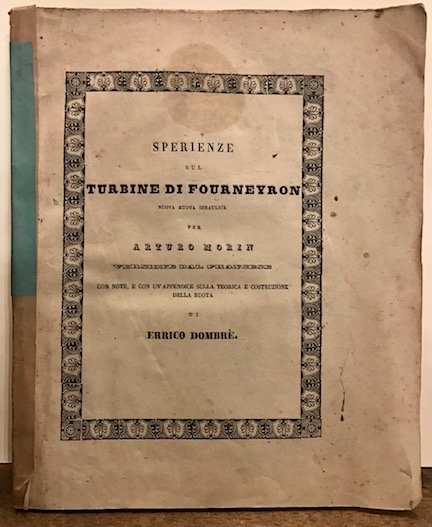 SPERIENZE
SUL
TURBINE DI FOURNEYRON
NUOVA RUOTA IDRAULICA
PER
ARTURO MORIN
VERSIONE DAL FRANCESE
CON NOTE, E CON UN'APPENDICE SULLA TEORICA E COSTRUZIONE
DELLA RUOTA
DI
ERRICO DOMBRÈ.